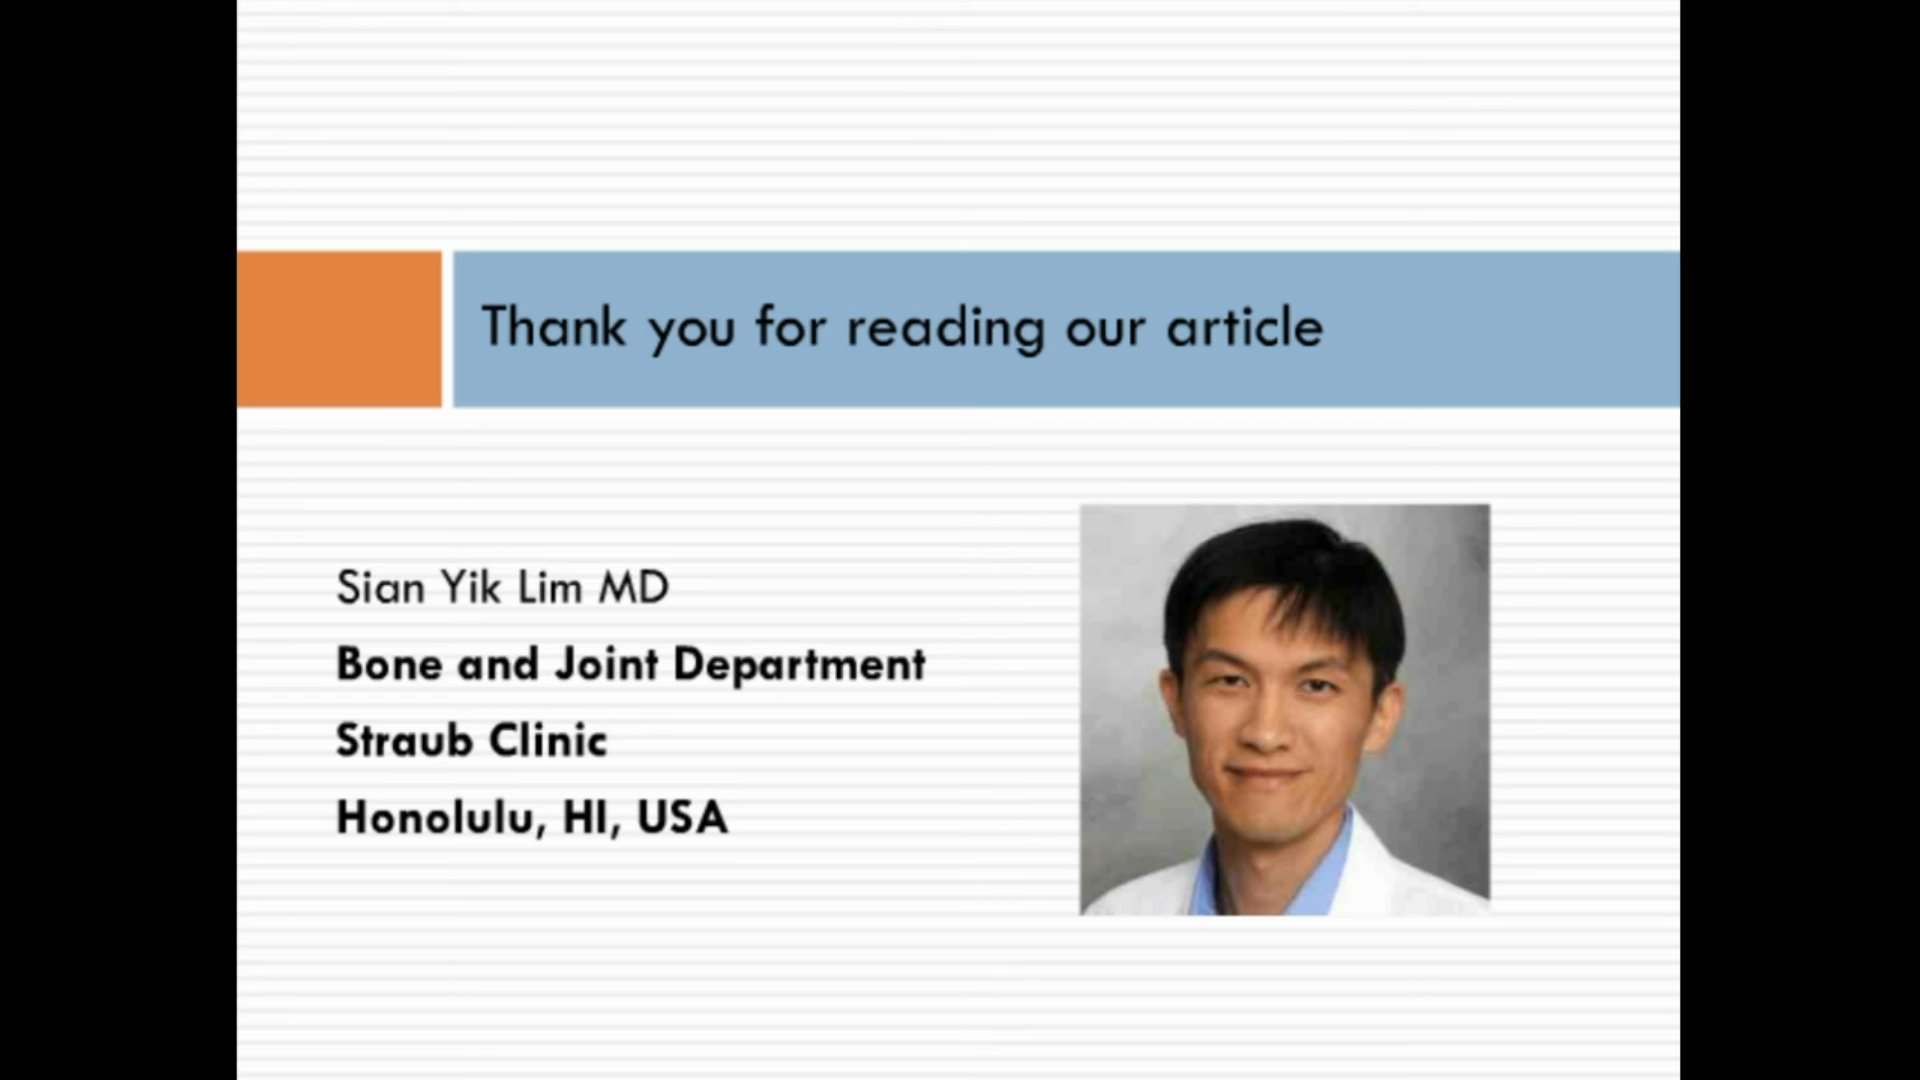 Thank you for reading our article
Sian Yik Lim MD
Bone and Joint Department
Straub Clinic
Honolulu, HI, USA